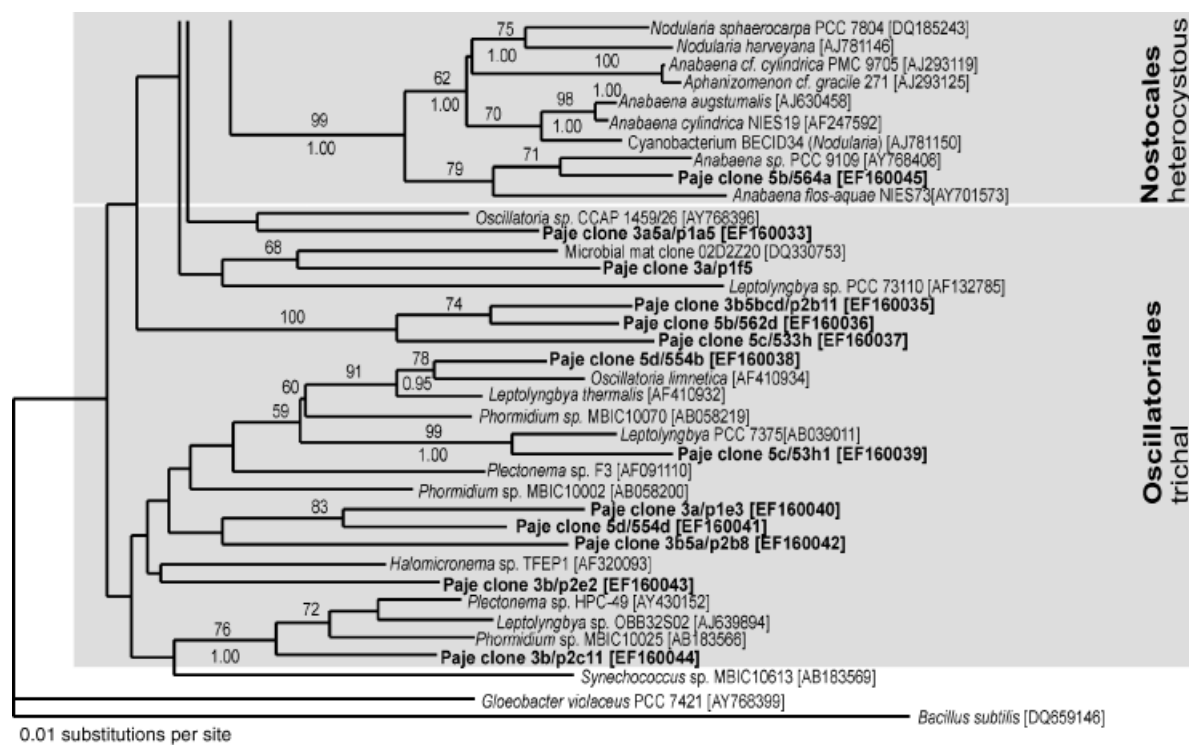 75
Nodularia sphaerocarpa PCC 7804 [DQ185243]
1.00
Nodularia harveyana [AJ781146]
100
Anabaena cf. cylindrica PMC 9705 [AJ293119]
62
1.00
Aphanizomenon cf. gracile 271 [AJ293125]
1.00
98
Anabaena augstumalis [AJ630458]
99
70
1.00
Anabaena cylindrica NIES19 [AF247592]
1.00
Cyanobacterium BECID34 (Nodularia) [AJ781150]
71
Anabaena sp. PCC 9109 [AY768408]
79
Paje clone 5b/564a [EF160045]
Anabaena flos-aquae NIES73[AY701573]
Nostocales
heterocystous
Oscillatoria sp. CCAP 1459/26 [AY768396]
Paje clone 3a5a/p1a5 [EF160033]
68
Microbial mat clone 02D2Z20 [DQ330753]
Paje clone 3a/p1f5
Leptolyngbya sp. PCC 73110 [AF132785]
74
Paje clone 3b5bcd/p2b11 [EF160035]
100
Paje clone 5b/562d [EF160036]
Paje clone 5c/533h [EF160037]
78
Paje clone 5d/554b [EF160038]
91
0.95
Oscillatoria limnetica [AF410934]
60
Leptolyngbya thermalis [AF410932]
59
Phormidium sp. MBIC10070 [AB058219]
99
Leptolyngbya PCC 7375[AB039011]
1.00
Paje clone 5c/53h1 [EF160039]
Plectonema sp. F3 [AF091110]
Phormidium sp. MBIC10002 [AB058200]
83
Paje clone 3a/p1e3 [EF160040]
Paje clone 5d/554d [EF160041]
Paje clone 3b5a/p2b8 [EF160042]
Halomicronema sp. TFEP1 [AF320093]
Paje clone 3b/p2e2 [EF160043]
Plectonema sp. HPC-49 [AY430152]
72
Leptolyngbya sp. OBB32S02 [AJ639894]
76
Phormidium sp. MBIC10025 [AB183566]
1.00
Paje clone 3b/p2c11 [EF160044]
Oscillatoriales
trichal
Synechococcus sp. MBIC10613 [AB183569]
Gloeobacter violaceus PCC 7421 [AY768399]
Bacillus subtilis [DQ659146]
0.01 substitutions per site